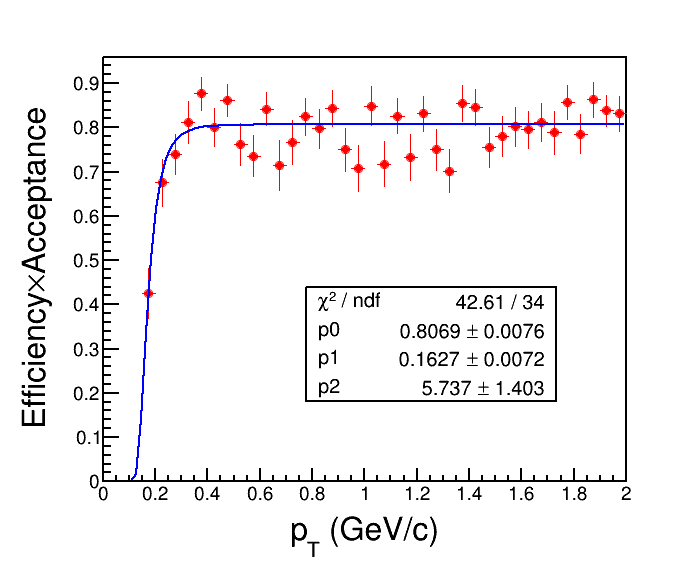 Efficiency×Acceptance
0.9
0.8
0.7
0.6
0.5
0.4
0.3
0.2
0.1
0
χ² / ndf 42.61 / 34
p0 0.8069 ± 0.0076
p1 0.1627 ± 0.0072
p2 5.737 ± 1.403
0 0.2 0.4 0.6 0.8 1 1.2 1.4 1.6 1.8 2
p_T (GeV/c)